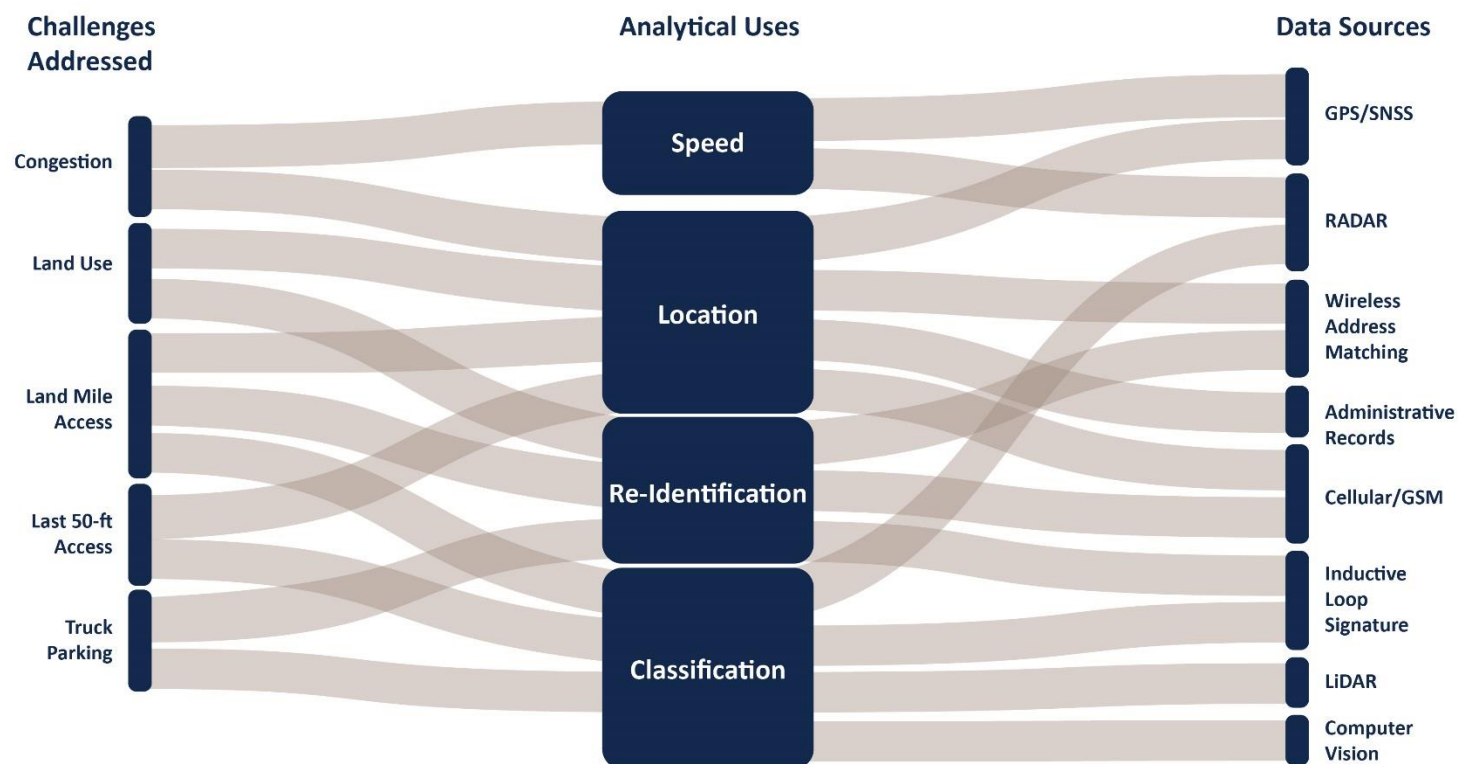 Challenges
Addressed
Analytical Uses
Data Sources
Congestion
Land Use
Land Mile
Access
Last 50-ft
Access
Truck
Parking
Speed
Location
Re-Identification
Classification
GPS/SNSS
RADAR
Wireless
Address
Matching
Administrative
Records
Cellular/GSM
Inductive
Loop
Signature
LiDAR
Computer
Vision